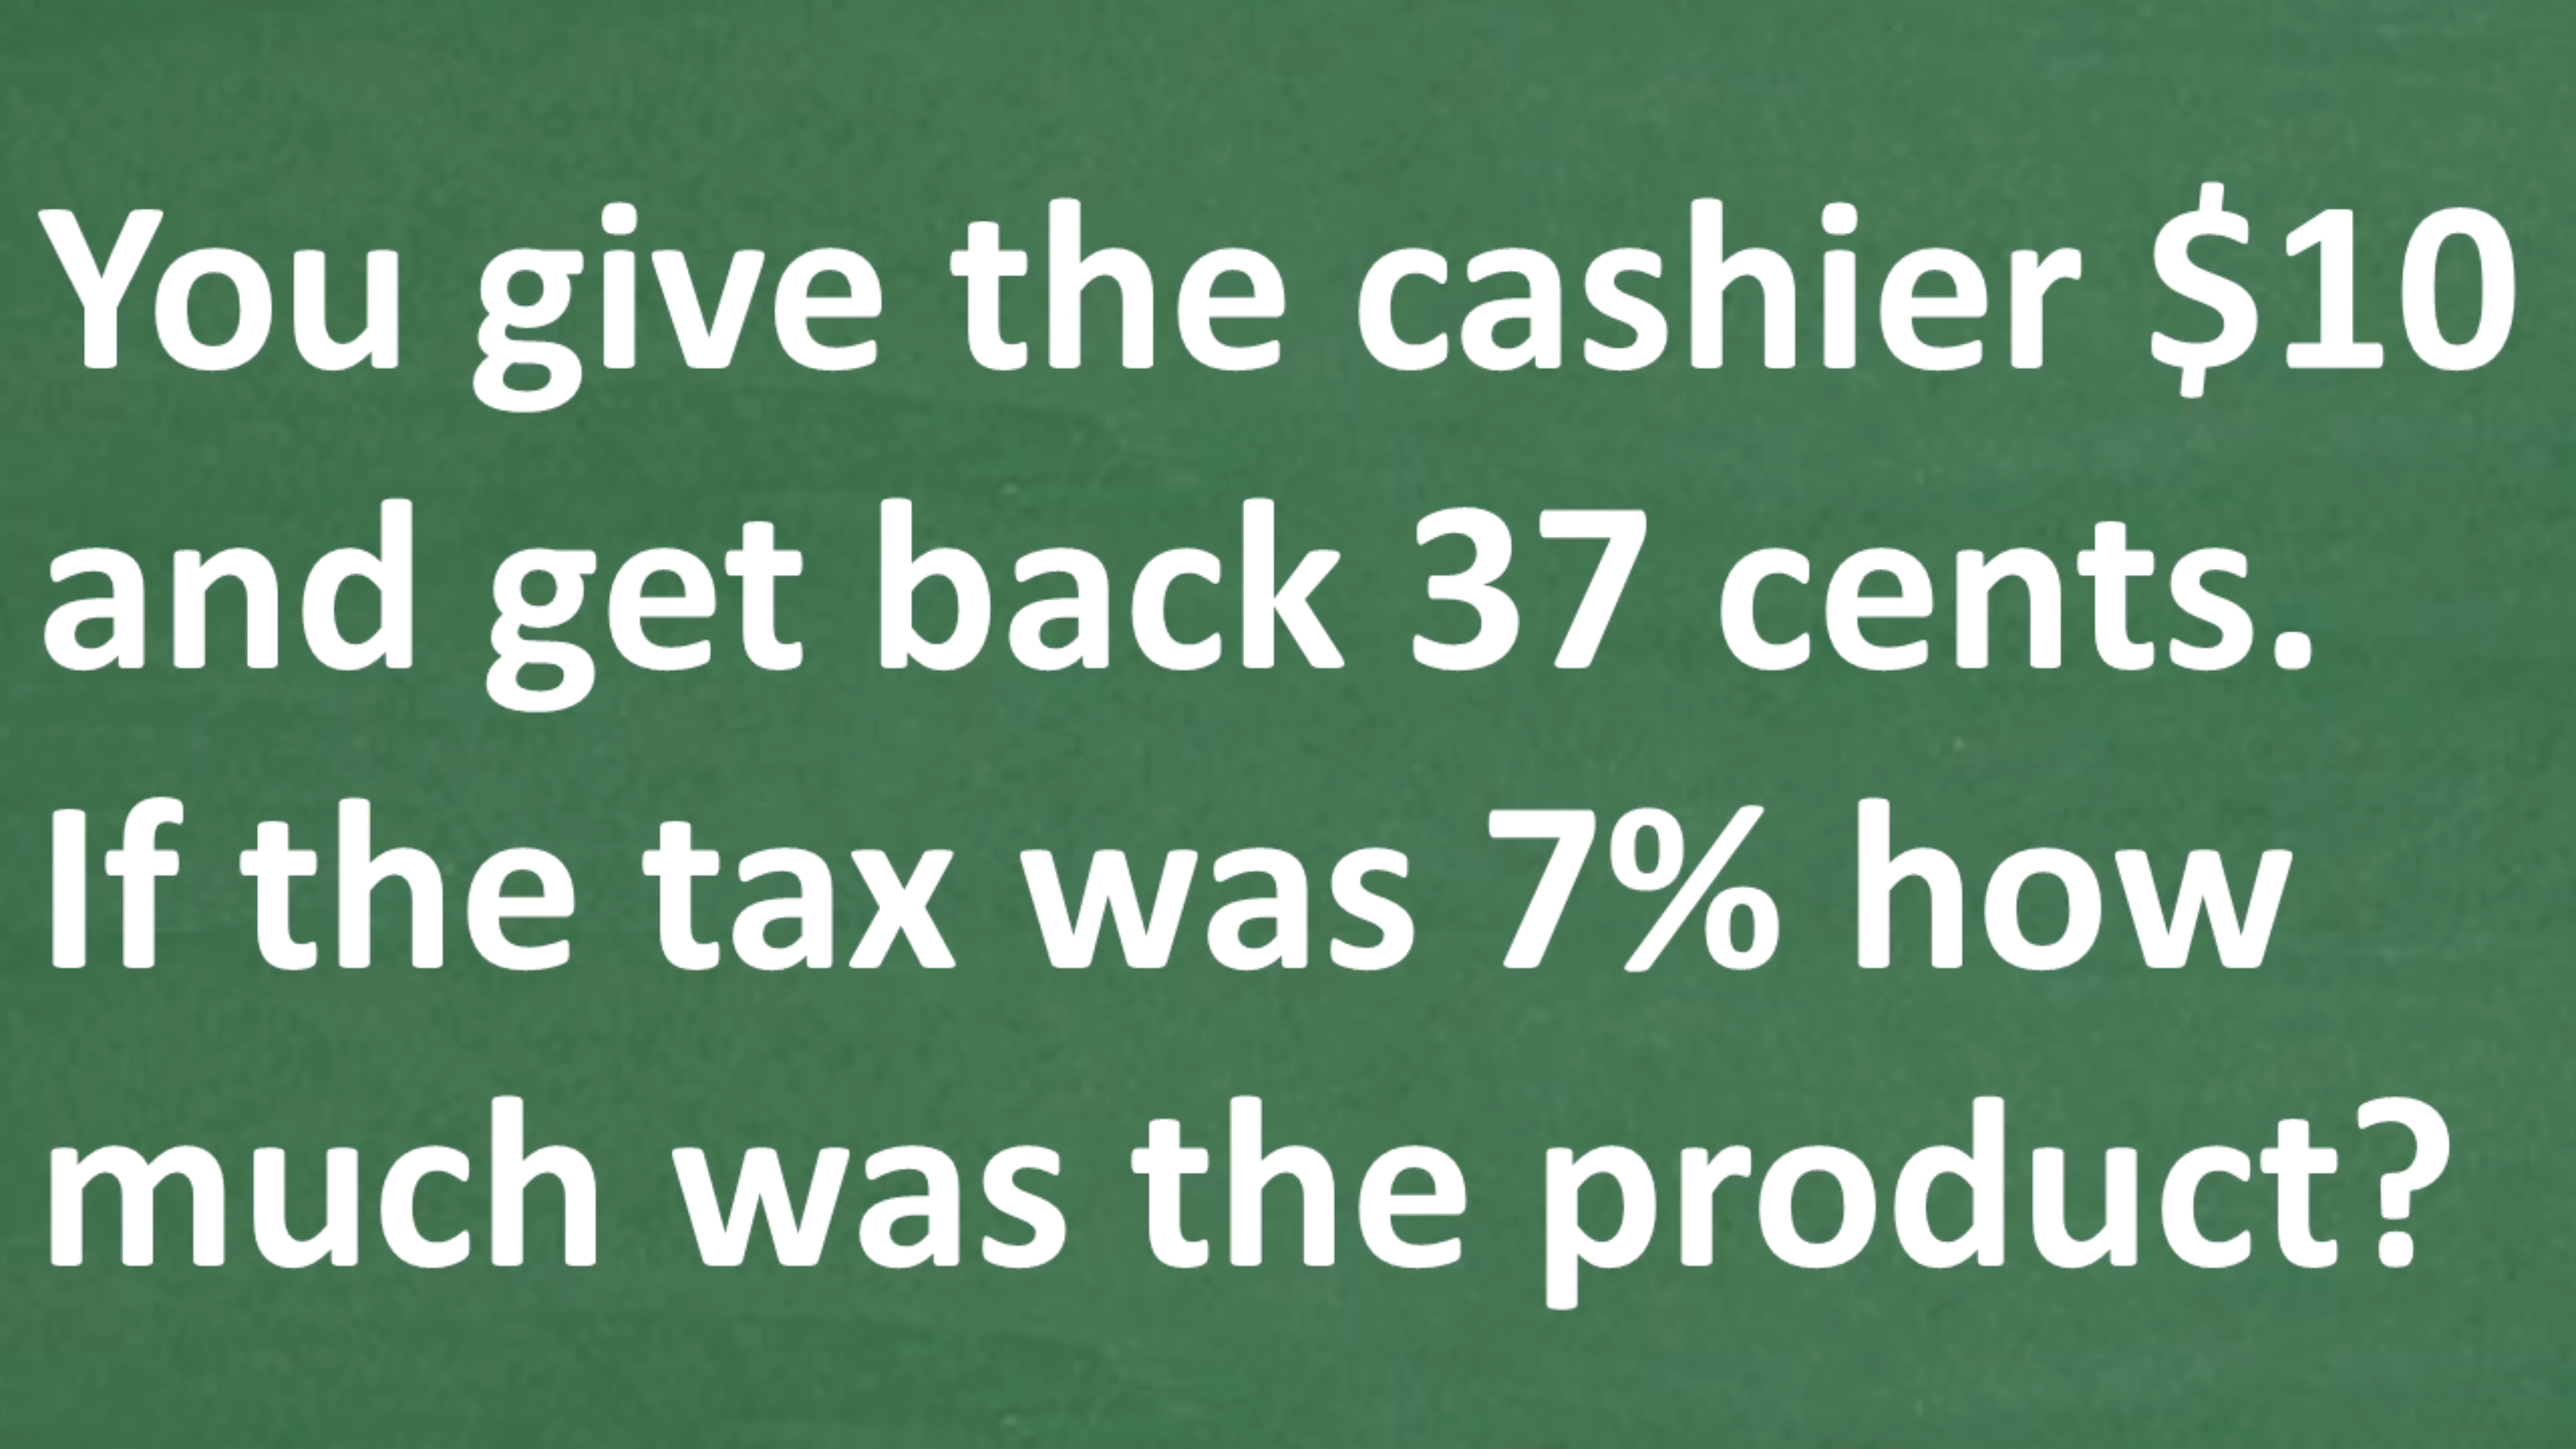 You give the cashier $10
and get back 37 cents.
If the tax was 7% how
much was the product?